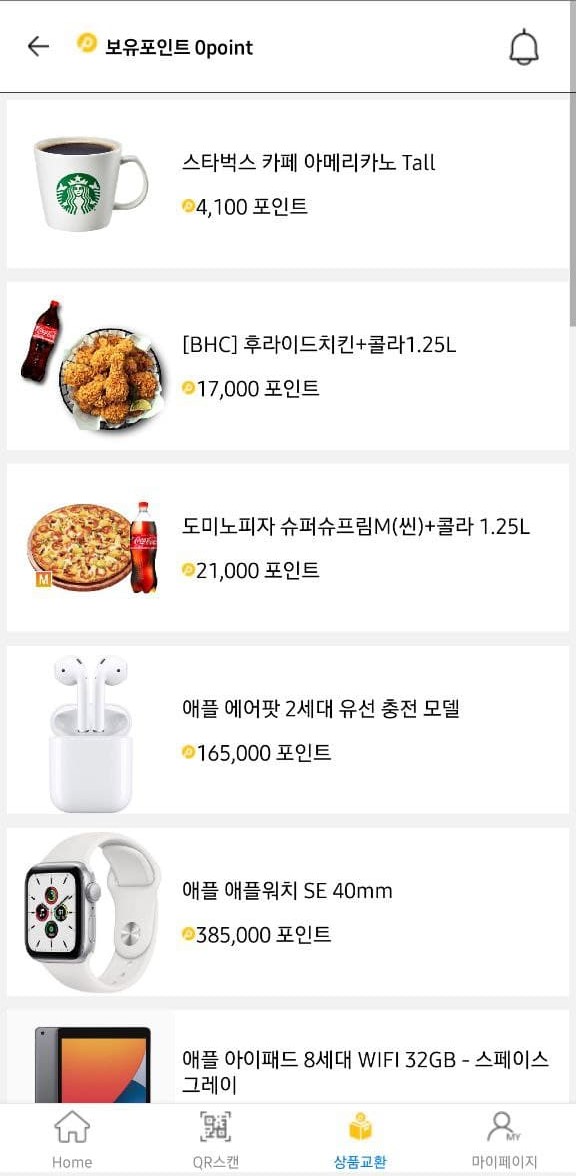 보유포인트 0point
스타벅스 카페 아메리카노 Tall
4,100 포인트
[BHC] 후라이드치킨+콜라1.25L
17,000 포인트
도미노피자 슈퍼슈프림M(씬)+콜라 1.25L
21,000 포인트
M
Coca-Cola
애플 에어팟 2세대 유선 충전 모델
165,000 포인트
애플 애플워치 SE 40mm
385,000 포인트
애플 아이패드 8세대 WIFI 32GB - 스페이스
그레이
Home
QR스캔
상품교환
MY
마이페이지